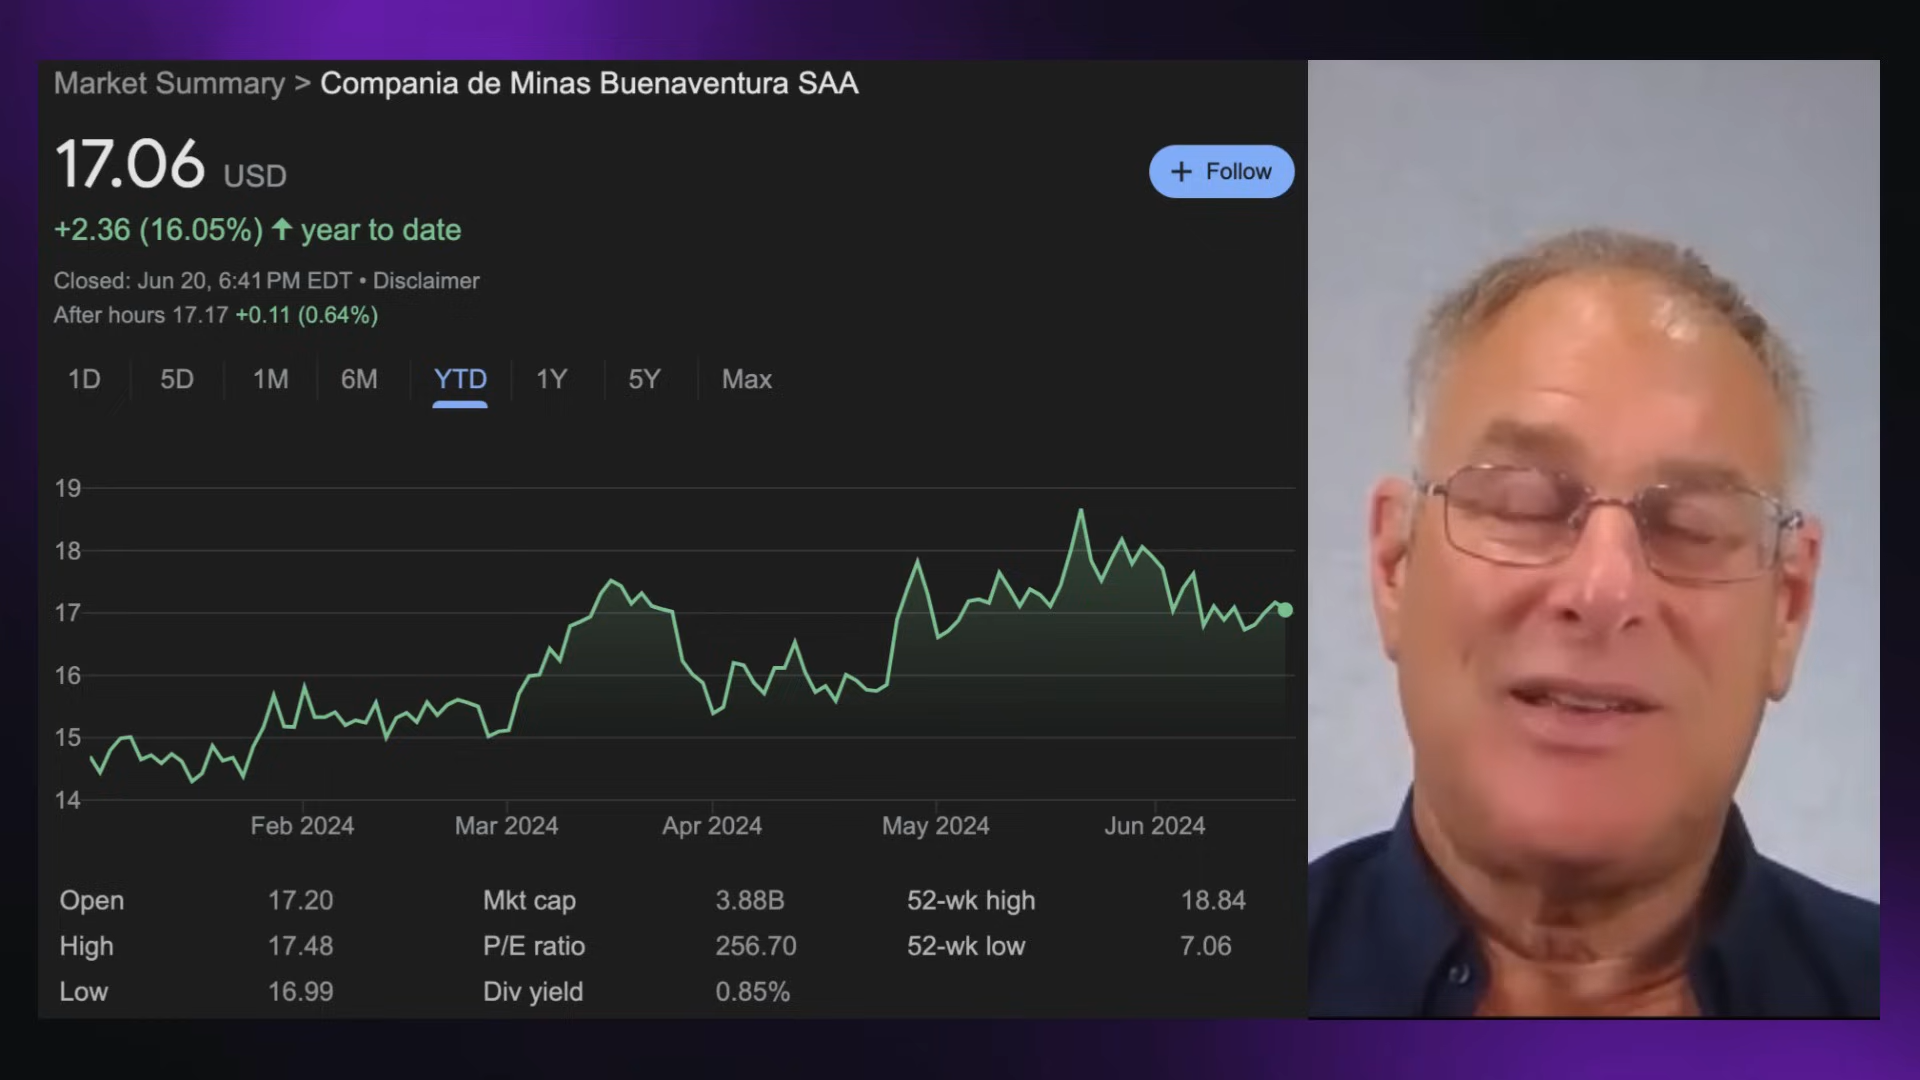 Market Summary > Compania de Minas Buenaventura SAA
17.06 USD
+ Follow
+2.36 (16.05%) ↑ year to date
Closed: Jun 20, 6:41 PM EDT • Disclaimer
After hours 17.17 +0.11 (0.64%)
1D 5D 1M 6M YTD 1Y 5Y Max
19
18
17
16
15
14
Feb 2024 Mar 2024 Apr 2024 May 2024 Jun 2024
Open 17.20 Mkt cap 3.88B 52-wk high 18.84
High 17.48 P/E ratio 256.70 52-wk low 7.06
Low 16.99 Div yield 0.85%